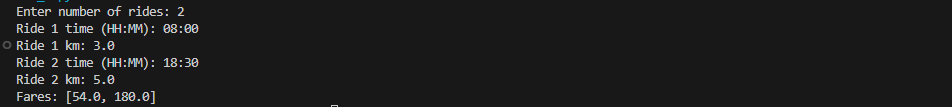 Enter number of rides: 2
Ride 1 time (HH:MM): 08:00
Ride 1 km: 3.0
Ride 2 time (HH:MM): 18:30
Ride 2 km: 5.0
Fares: [54.0, 180.0]